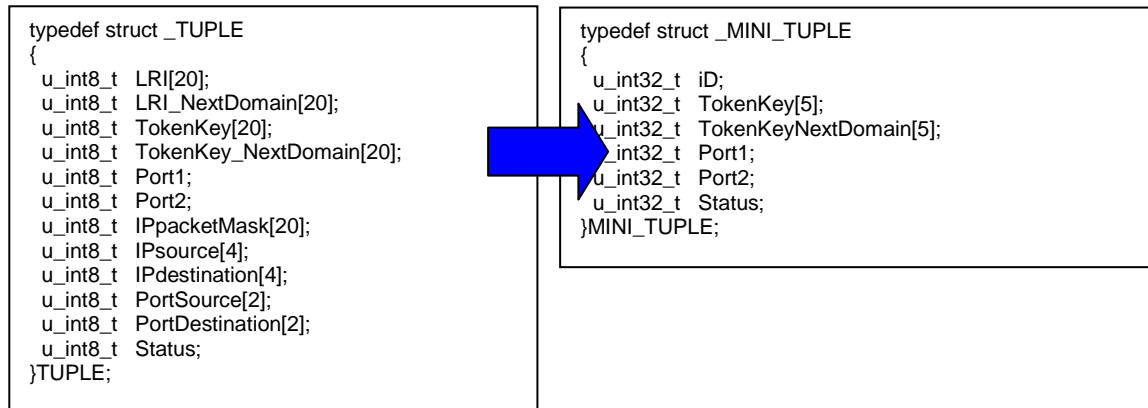 typedef struct _TUPLE
{
u_int8_t LRI[20];
u_int8_t LRI_NextDomain[20];
u_int8_t TokenKey[20];
u_int8_t TokenKey_NextDomain[20];
u_int8_t Port1;
u_int8_t Port2;
u_int8_t IPpacketMask[20];
u_int8_t IPsource[4];
u_int8_t IPdestination[4];
u_int8_t PortSource[2];
u_int8_t PortDestination[2];
u_int8_t Status;
}TUPLE;
typedef struct _MINI_TUPLE
{
u_int32_t iD;
u_int32_t TokenKey[5];
u_int32_t TokenKeyNextDomain[5];
_int32_t Port1;
u_int32_t Port2;
u_int32_t Status;
}MINI_TUPLE;